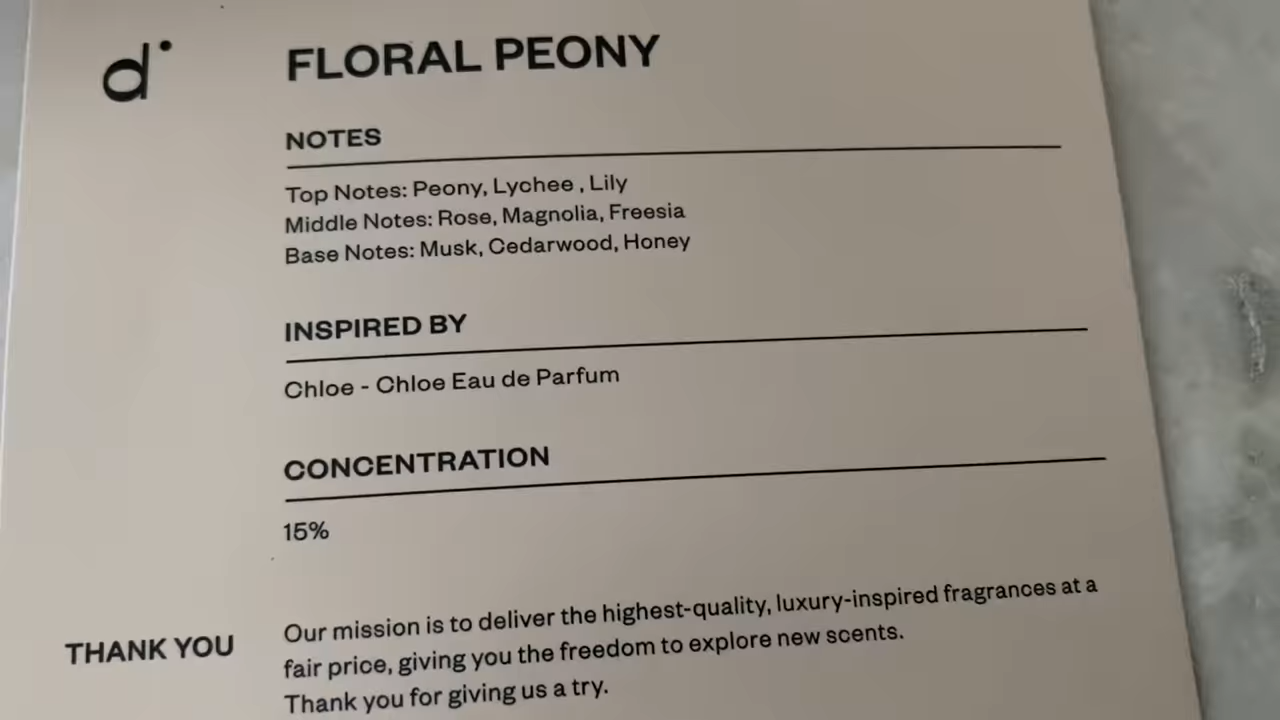 d
FLORAL PEONY
NOTES
Top Notes: Peony, Lychee , Lily
Middle Notes: Rose, Magnolia, Freesia
Base Notes: Musk, Cedarwood, Honey
INSPIRED BY
Chloe - Chloe Eau de Parfum
CONCENTRATION
15%
THANK YOU
Our mission is to deliver the highest-quality, luxury-inspired fragrances at a
fair price, giving you the freedom to explore new scents.
Thank you for giving us a try.